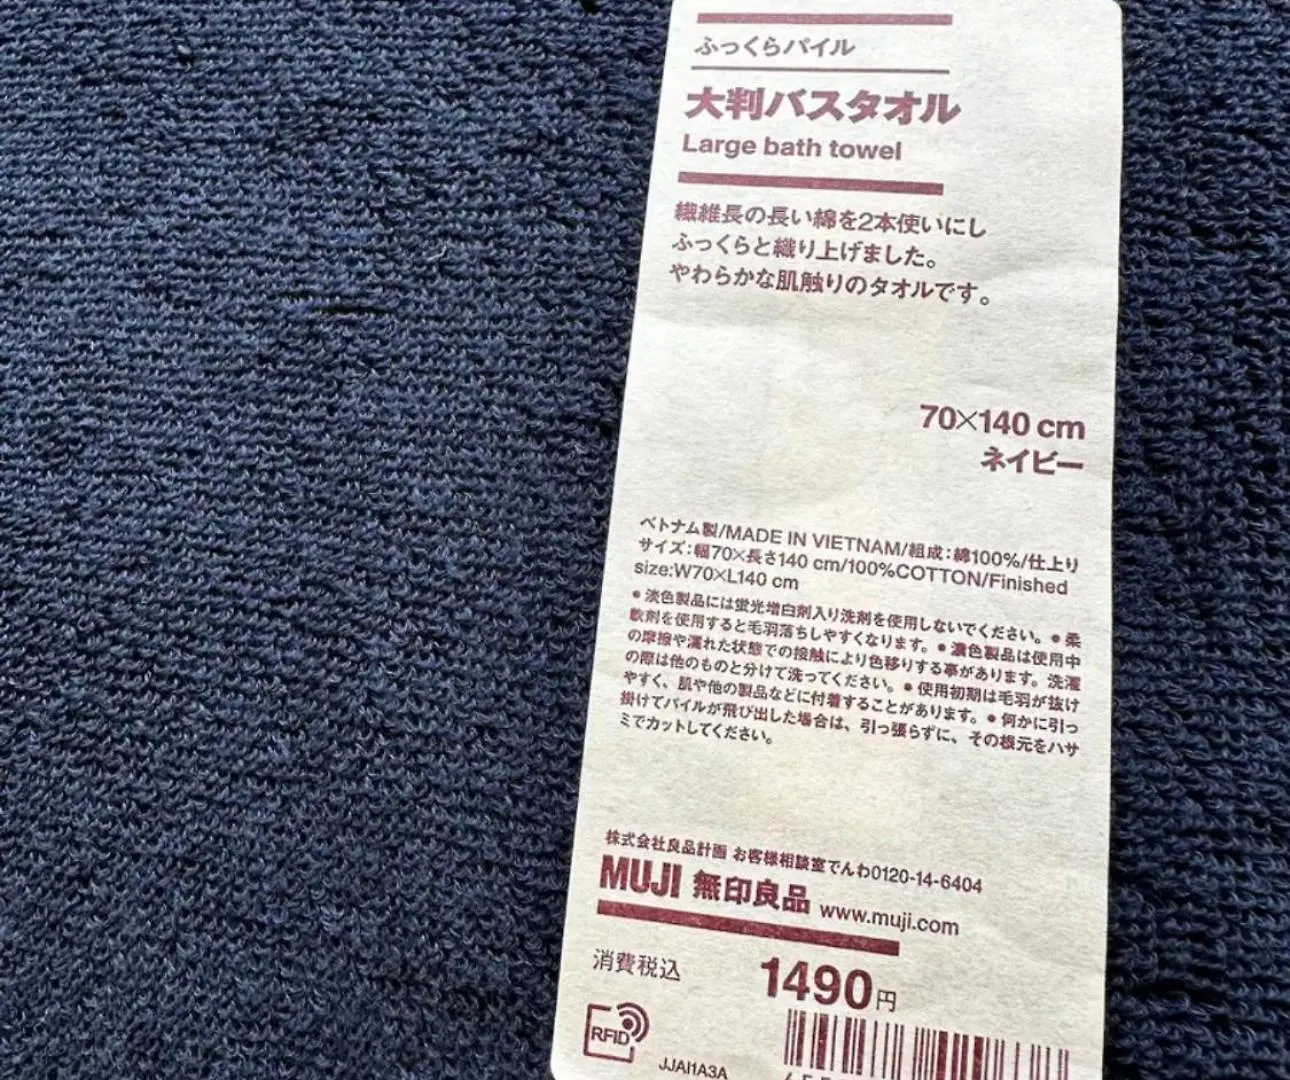 ふっくらパイル
大判バスタオル
Large bath towel
繊維長の長い綿を2本使いにし
ふっくらと織り上げました。
やわらかな肌触りのタオルです。
70×140 cm
ネイビー
ベトナム製/MADE IN VIETNAM/組成：綿100%/仕上り
サイズ：幅70×長さ140 cm/100%COTTON/Finished
size:W70×L140 cm
●淡色製品には蛍光増白剤入り洗剤を使用しないでください。●柔
軟剤を使用すると毛羽落ちしやすくなります。●濃色製品は使用中
の摩擦や濡れた状態での接触により色移りする事があります。洗濯
の際は他のものと分けて洗ってください。●使用初期は毛羽が抜け
やすく、肌や他の製品などに付着することがあります。●何かに引っ
掛けてパイルが飛び出した場合は、引っ張らずに、その根元をハサ
ミでカットしてください。
株式会社良品計画 お客様相談室でんわ0120-14-6404
MUJI 無印良品 www.muji.com
消費税込 1490円
RFID
JJAI1A3A